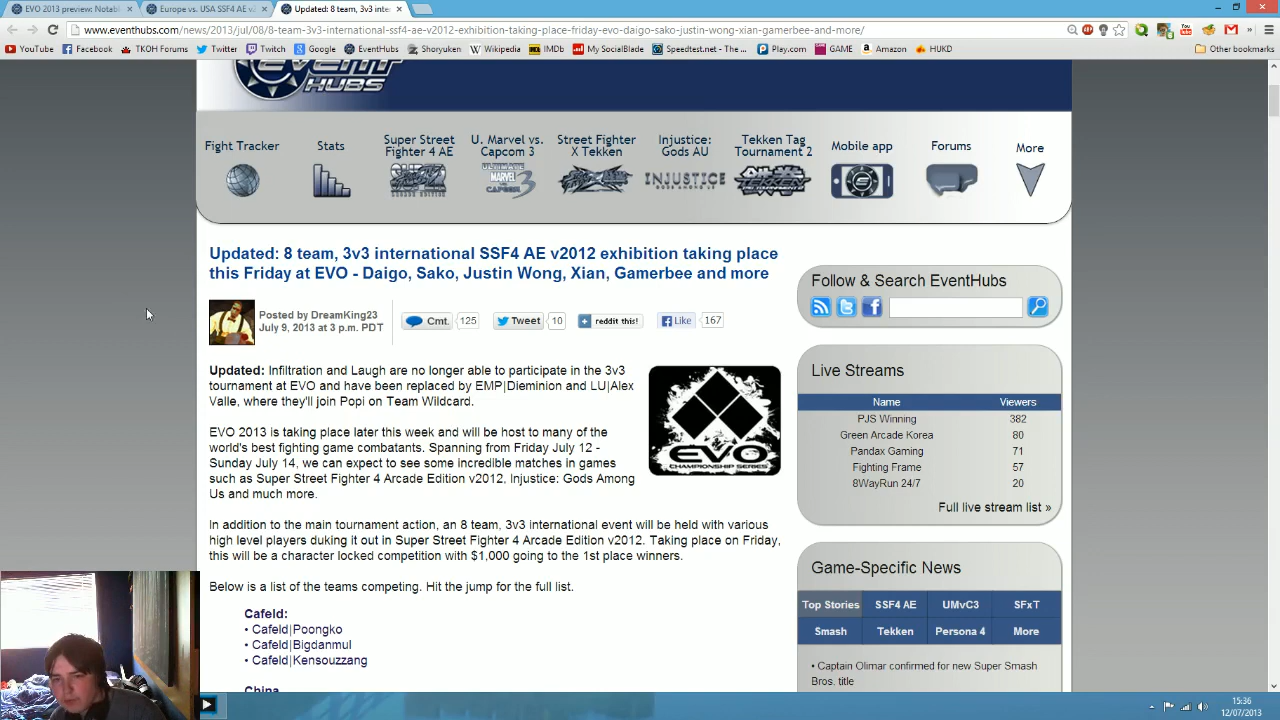 EVO 2013 preview: Notabl
Europe vs. USA SSF4 AE v
Updated: 8 team, 3v3 inter
www.eventhubs.com/news/2013/jul/08/8-team-3v3-international-ssf4-ae-v2012-exhibition-taking-place-friday-evo-daigo-sako-justin-wong-xian-gamerbee-and-more/
YouTube Facebook TKOH Forums Twitter Twitch Google EventHubs Shoryuken Wikipedia IMDb My SocialBlade Speedtest.net - The ... Play.com GAME Amazon HUKD Other bookmarks
EVENT
HUBS
Fight Tracker
Stats
Super Street
Fighter 4 AE
U. Marvel vs.
Capcom 3
Street Fighter
X Tekken
Injustice:
Gods AU
Tekken Tag
Tournament 2
Mobile app
Forums
More
Updated: 8 team, 3v3 international SSF4 AE v2012 exhibition taking place
this Friday at EVO - Daigo, Sako, Justin Wong, Xian, Gamerbee and more
Posted by DreamKing23
July 9, 2013 at 3 p.m. PDT
Cmt. 125 Tweet 10 reddit this! Like 167
Updated: Infiltration and Laugh are no longer able to participate in the 3v3
tournament at EVO and have been replaced by EMP|Dieminion and LU|Alex
Valle, where they'll join Popi on Team Wildcard.
EVO 2013 is taking place later this week and will be host to many of the
world's best fighting game combatants. Spanning from Friday July 12 -
Sunday July 14, we can expect to see some incredible matches in games
such as Super Street Fighter 4 Arcade Edition v2012, Injustice: Gods Among
Us and much more.
EVO
CHAMPIONSHIP SERIES
In addition to the main tournament action, an 8 team, 3v3 international event will be held with various
high level players duking it out in Super Street Fighter 4 Arcade Edition v2012. Taking place on Friday,
this will be a character locked competition with $1,000 going to the 1st place winners.
Below is a list of the teams competing. Hit the jump for the full list.
Cafeld:
• Cafeld|Poongko
• Cafeld|Bigdanmul
• Cafeld|Kensouzzang
China
Follow & Search EventHubs
Live Streams
Name Viewers
PJS Winning 382
Green Arcade Korea 80
Pandax Gaming 71
Fighting Frame 57
8WayRun 24/7 20
Full live stream list »
Game-Specific News
Top Stories SSF4 AE UMvC3 SFxT
Smash Tekken Persona 4 More
• Captain Olimar confirmed for new Super Smash
Bros. title
15:36
12/07/2013